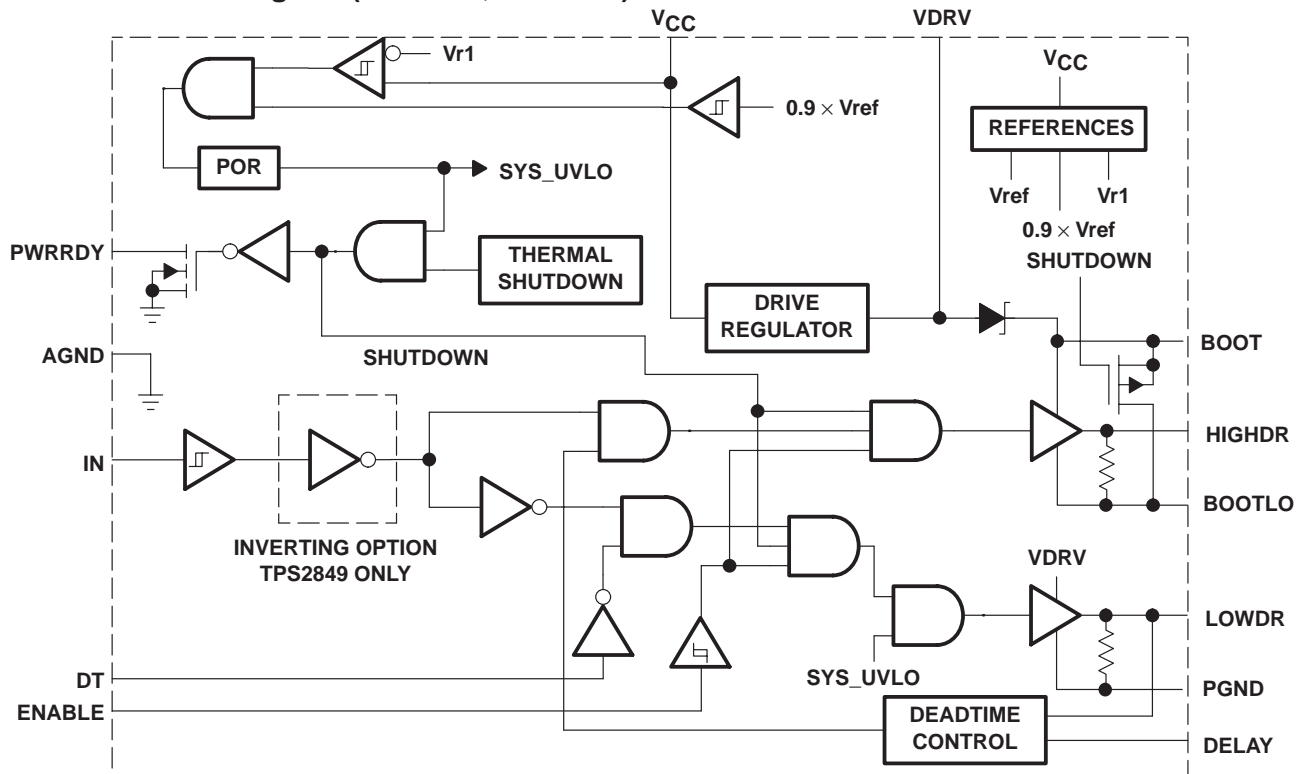 VCC
VDRV
Vr1
VCC
0.9 × Vref
REFERENCES
POR
SYS_UVLO
Vref
Vr1
0.9 × Vref
PWRRDY
THERMAL
SHUTDOWN
SHUTDOWN
DRIVE
REGULATOR
BOOT
AGND
SHUTDOWN
HIGHDR
IN
BOOTLO
INVERTING OPTION
TPS2849 ONLY
VDRV
LOWDR
SYS_UVLO
DT
PGND
ENABLE
DEADTIME
CONTROL
DELAY